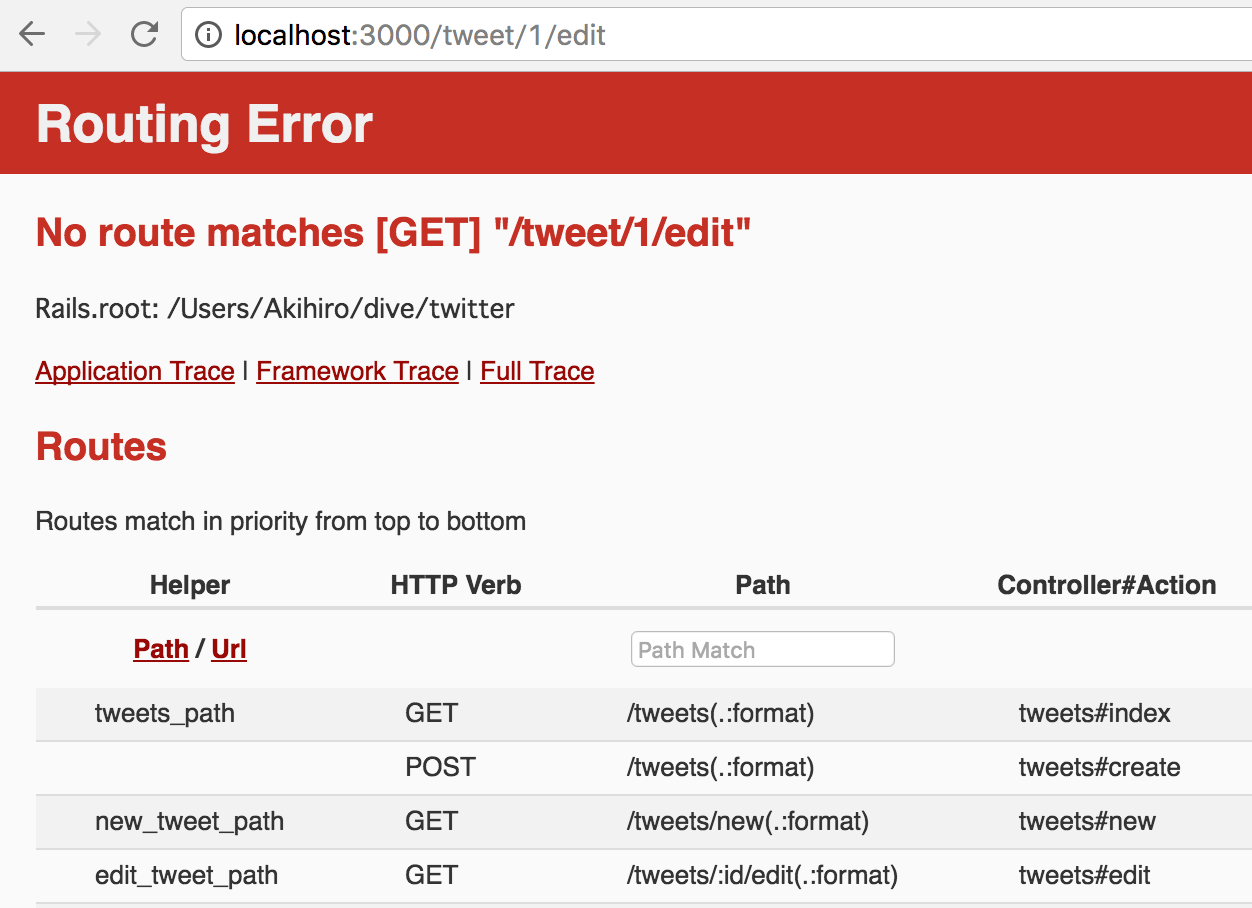 localhost:3000/tweet/1/edit
Routing Error
No route matches [GET] "/tweet/1/edit"
Rails.root: /Users/Akihiro/dive/twitter
Application Trace | Framework Trace | Full Trace
Routes
Routes match in priority from top to bottom
Helper HTTP Verb Path Controller#Action
Path / Url Path Match
tweets_path GET /tweets(.:format) tweets#index
POST /tweets(.:format) tweets#create
new_tweet_path GET /tweets/new(.:format) tweets#new
edit_tweet_path GET /tweets/:id/edit(.:format) tweets#edit